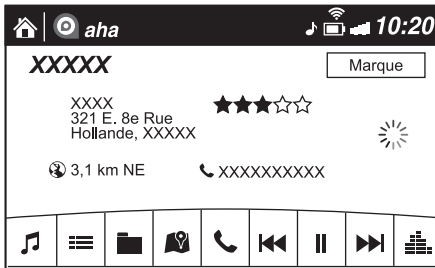 aha 10:20
XXXXX Marque
XXXX
321 E. 8e Rue
Hollande, XXXXX
3,1 km NE XXXXXXXXXX